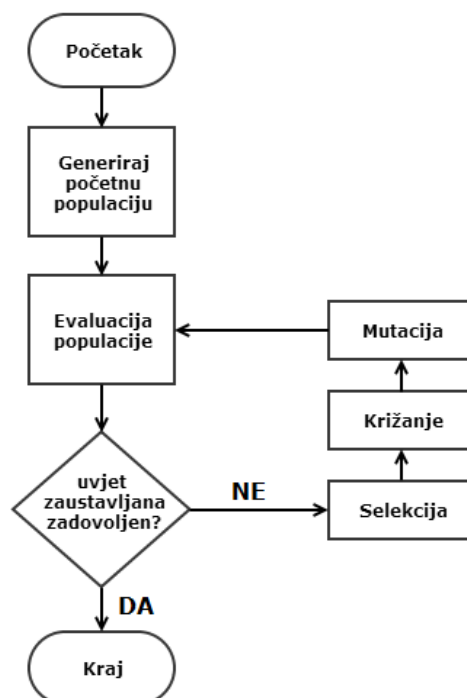 Početak
Generiraj
početnu
populaciju
Evaluacija
populacije
Mutacija
Križanje
uvjet
zaustavljana
zadovoljen?
NE
Selekcija
DA
Kraj